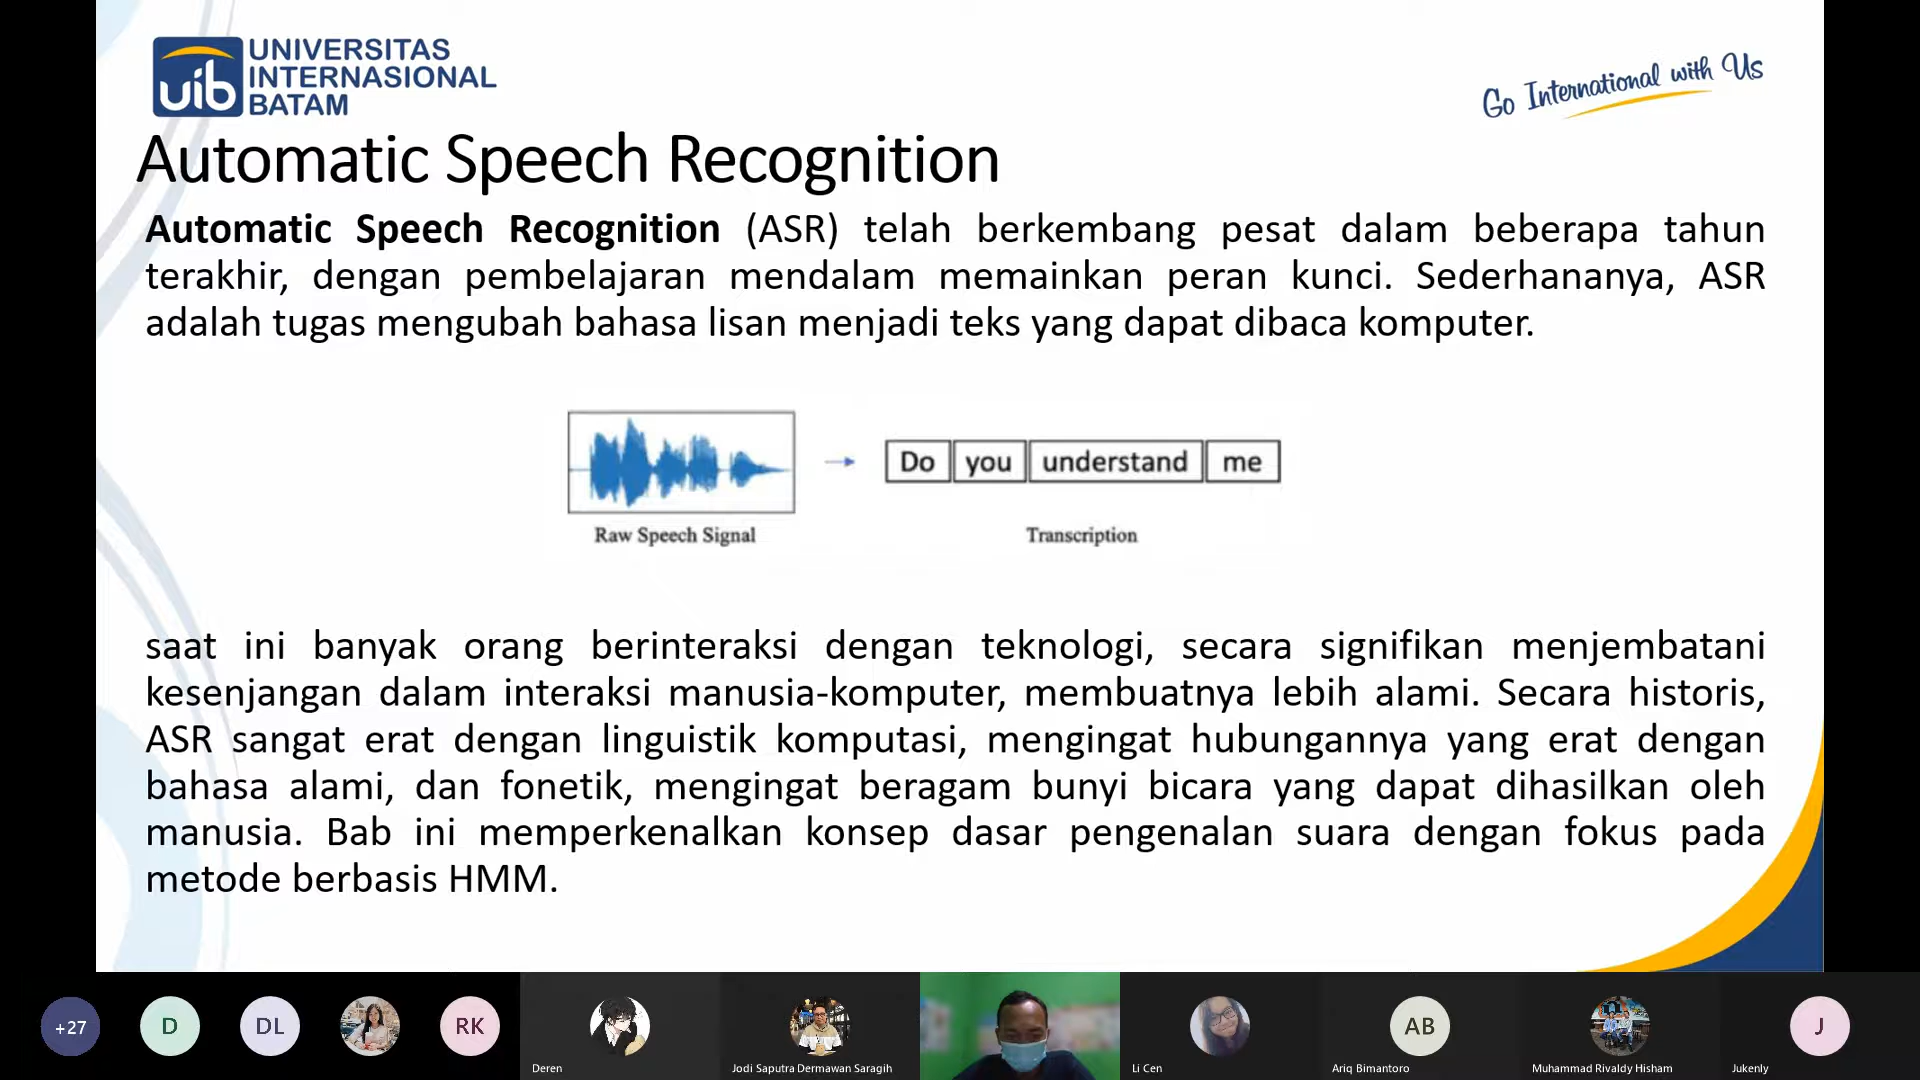 UNIVERSITAS
INTERNASIONAL
BATAM
uib
Go International with Us
Automatic Speech Recognition
Automatic Speech Recognition (ASR) telah berkembang pesat dalam beberapa tahun
terakhir, dengan pembelajaran mendalam memainkan peran kunci. Sederhananya, ASR
adalah tugas mengubah bahasa lisan menjadi teks yang dapat dibaca komputer.
Do you understand me
Raw Speech Signal
Transcription
saat ini banyak orang berinteraksi dengan teknologi, secara signifikan menjembatani
kesenjangan dalam interaksi manusia-komputer, membuatnya lebih alami. Secara historis,
ASR sangat erat dengan linguistik komputasi, mengingat hubungannya yang erat dengan
bahasa alami, dan fonetik, mengingat beragam bunyi bicara yang dapat dihasilkan oleh
manusia. Bab ini memperkenalkan konsep dasar pengenalan suara dengan fokus pada
metode berbasis HMM.
+27
D
DL
RK
AB
J
Deren
Jodi Saputra Dermawan Saragih
Li Cen
Ariq Bimantoro
Muhammad Rivaldy Hisham
Jukenly